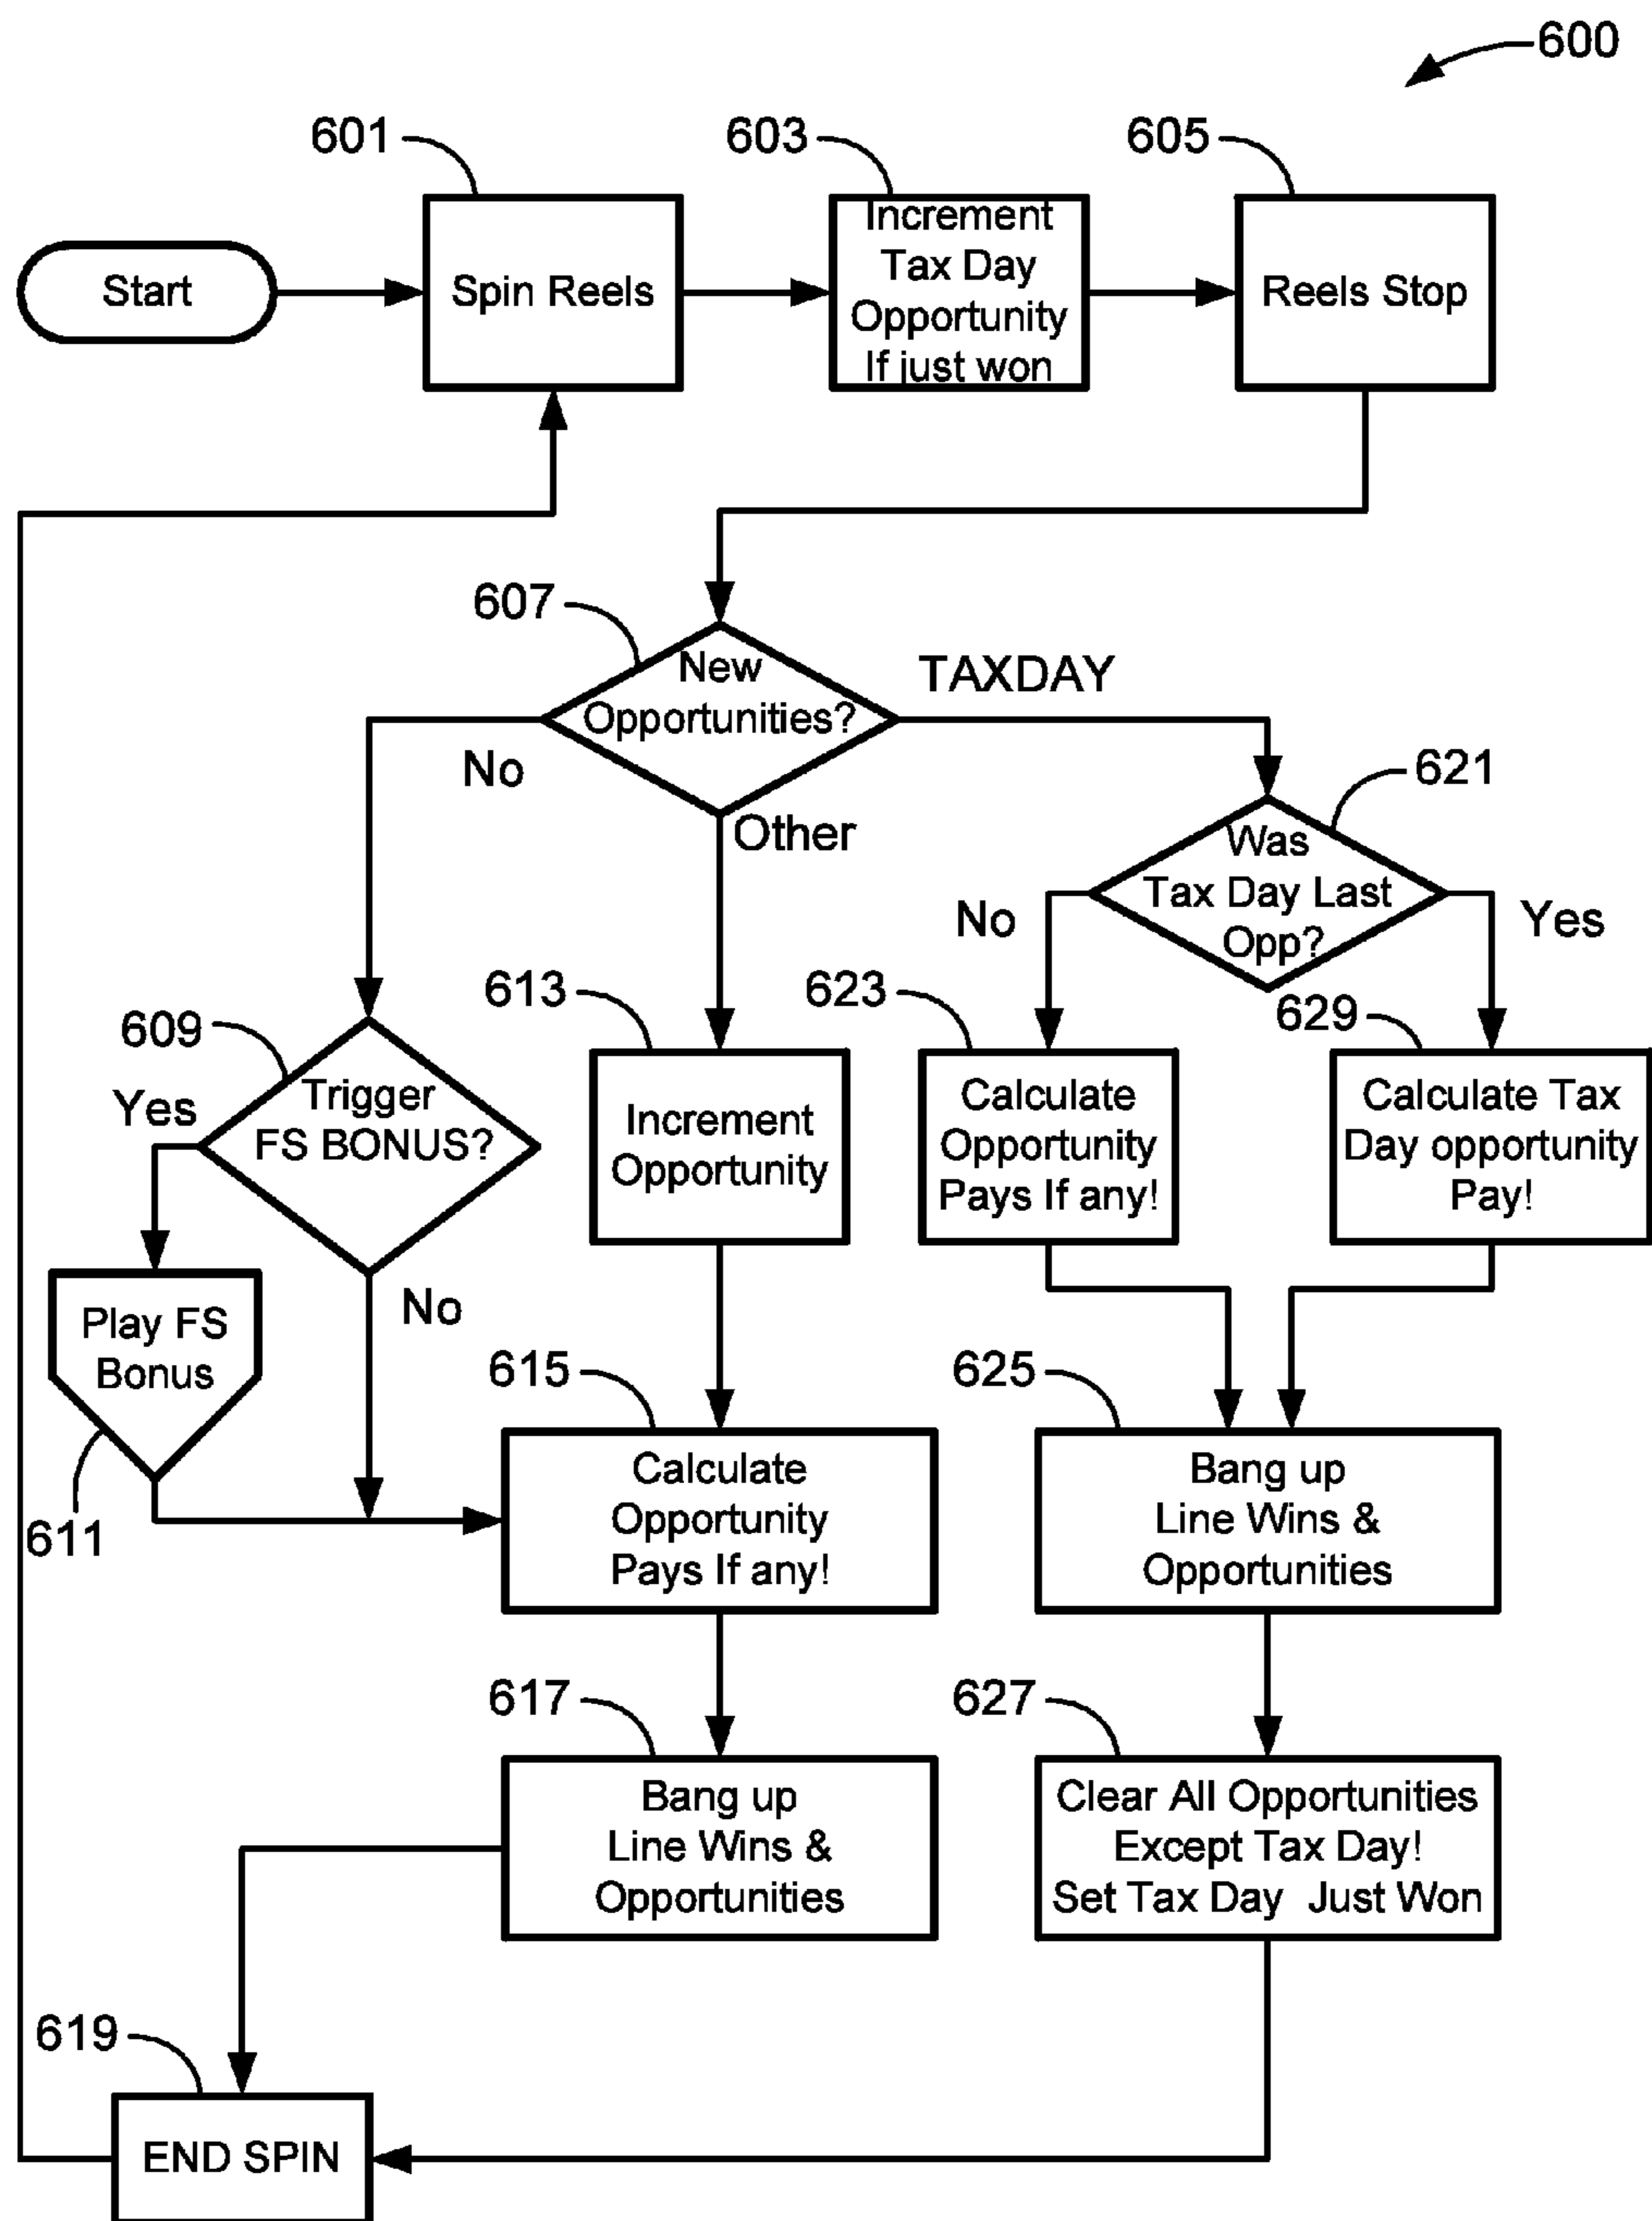 600
601
603
605
Start
Spin Reels
Increment
Tax Day
Opportunity
If just won
Reels Stop
607
New
Opportunities?
TAXDAY
No
Other
621
Was
Tax Day Last
Opp?
No
Yes
609
Trigger
FS BONUS?
Yes
No
613
Increment
Opportunity
623
Calculate
Opportunity
Pays If any!
629
Calculate Tax
Day opportunity
Pay!
Play FS
Bonus
611
615
Calculate
Opportunity
Pays If any!
625
Bang up
Line Wins &
Opportunities
617
Bang up
Line Wins &
Opportunities
627
Clear All Opportunities
Except Tax Day!
Set Tax Day  Just Won
619
END SPIN